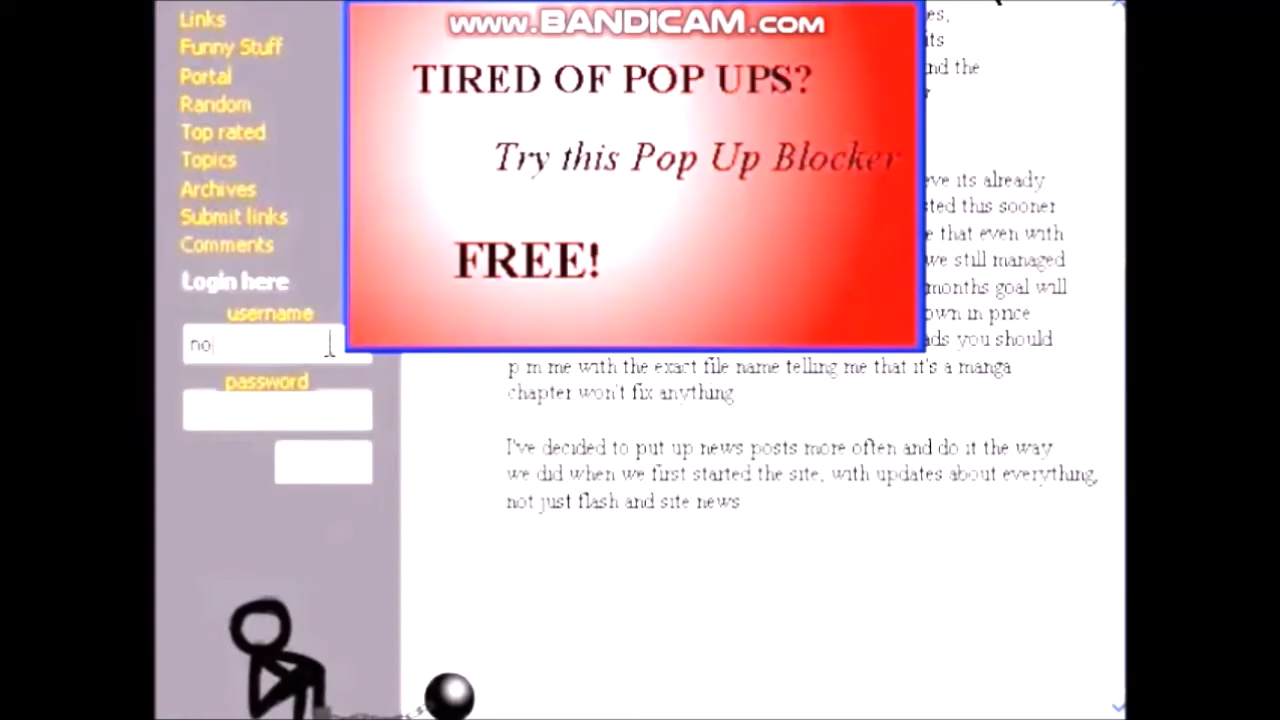 www.BANDICAM.com
Links
Funny Stuff
Portal
Random
Top rated
Topics
Archives
Submit links
Comments
Login here
username
no
password
TIRED OF POP UPS?
Try this Pop Up Blocker
FREE!
es,
its
nd the
eve its already
sted this sooner
e that even with
we still managed
months goal will
own in price
ads you should
p m me with the exact file name telling me that it's a manga
chapter won't fix anything
I've decided to put up news posts more often and do it the way
we did when we first started the site, with updates about everything,
not just flash and site news